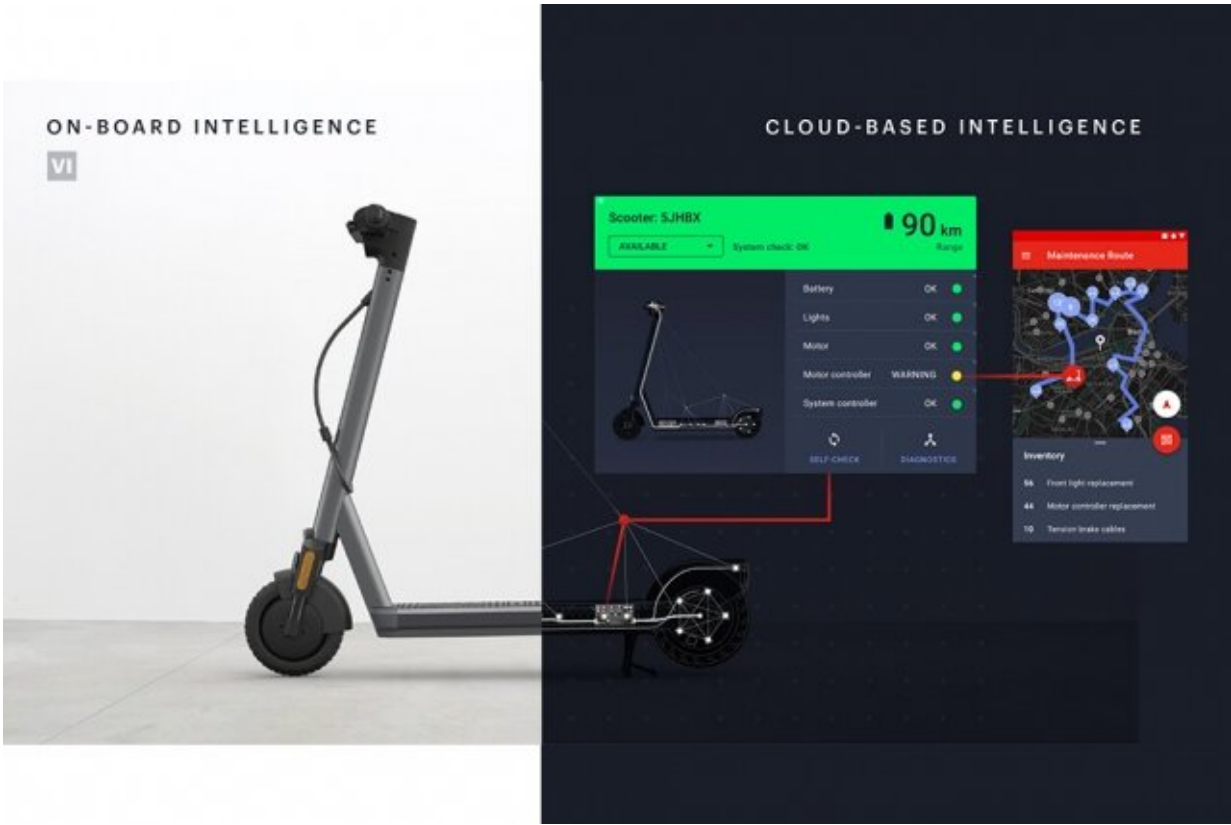 ON-BOARD INTELLIGENCE
VI
CLOUD-BASED INTELLIGENCE
Scooter: 5JHBX
AVAILABLE
System check: OK
90 km
Range
Battery OK
Lights OK
Motor OK
Motor controller WARNING
System controller OK
SELF-CHECK
DIAGNOSTICS
Maintenance Route
Inventory
56 Front light replacement
44 Motor controller replacement
10 Tension brake cables